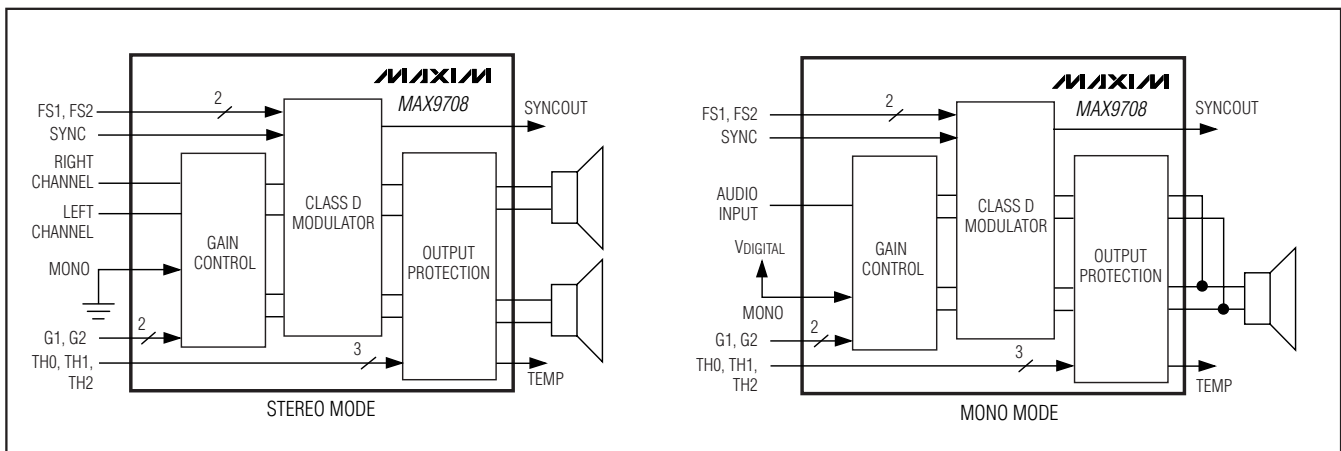 MAXIM
MAX9708
FS1, FS2
2
SYNC
SYNCOUT
RIGHT
CHANNEL
LEFT
CHANNEL
MONO
G1, G2
2
TH0, TH1,
TH2
3
GAIN
CONTROL
CLASS D
MODULATOR
OUTPUT
PROTECTION
TEMP
STEREO MODE
MAXIM
MAX9708
FS1, FS2
2
SYNC
SYNCOUT
AUDIO
INPUT
VDIGITAL
MONO
G1, G2
2
TH0, TH1,
TH2
3
GAIN
CONTROL
CLASS D
MODULATOR
OUTPUT
PROTECTION
TEMP
MONO MODE